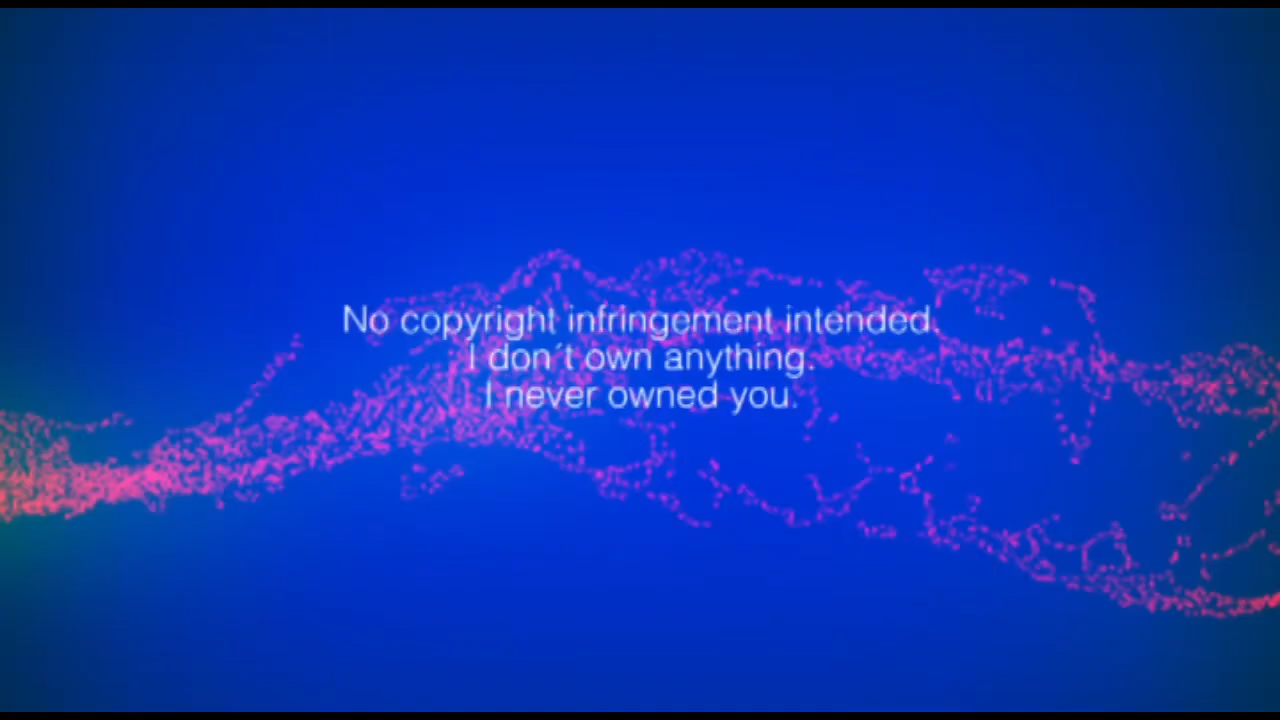 No copyright infringement intended.
I don´t own anything.
I never owned you.